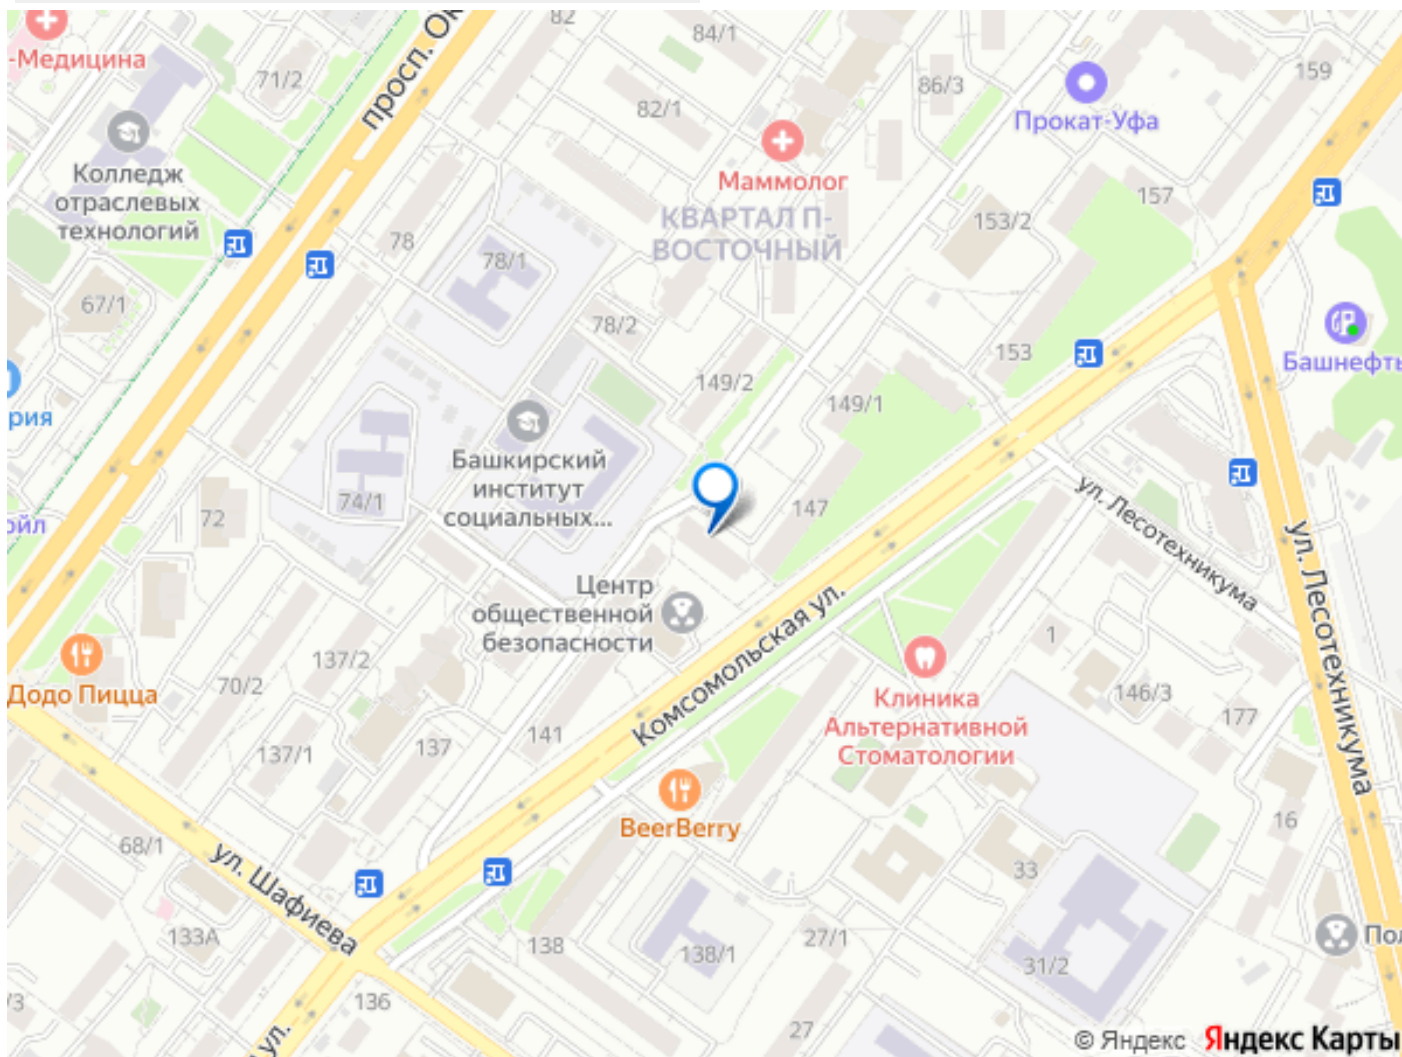 82
84/1
-Медицина
71/2
просп. Ок
82/1
86/3
159
Прокат-Уфа
Колледж
отраслевых
технологий
Маммолог
КВАРТАЛ П-
ВОСТОЧНЫЙ
157
153/2
78
78/1
67/1
78/2
153
Башнефть
149/2
149/1
рия
Башкирский
институт
социальных...
74/1
72
147
ойл
ул. Лесотехникума
ул. Лесотехникума
Центр
общественной
безопасности
Комсомольская ул.
1
137/2
70/2
Додо Пицца
Клиника
Альтернативной
Стоматологии
146/3
177
141
137
137/1
BeerBerry
16
68/1
ул. Шафиева
33
133А
138
138/1
27/1
31/2
Пол
/3
136
27
ул.
© Яндекс Яндекс Карты